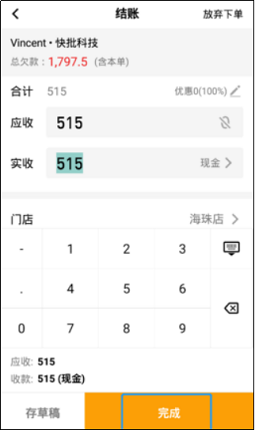 结账 放弃下单
Vincent • 快批科技
总欠款：1,797.5 (含本单)
合计 515 优惠0(100%)
应收 515
实收 515 现金
门店 海珠店
- 1 2 3
. 4 5 6
0 7 8 9
应收: 515
收款: 515 (现金)
存草稿 完成